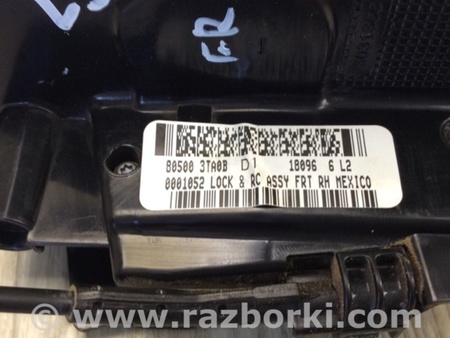 FR
80500 3TA0B D1 18096 6 L2
0001052 LOCK & RC ASSY FRT RH MEXICO
www.razborki.com